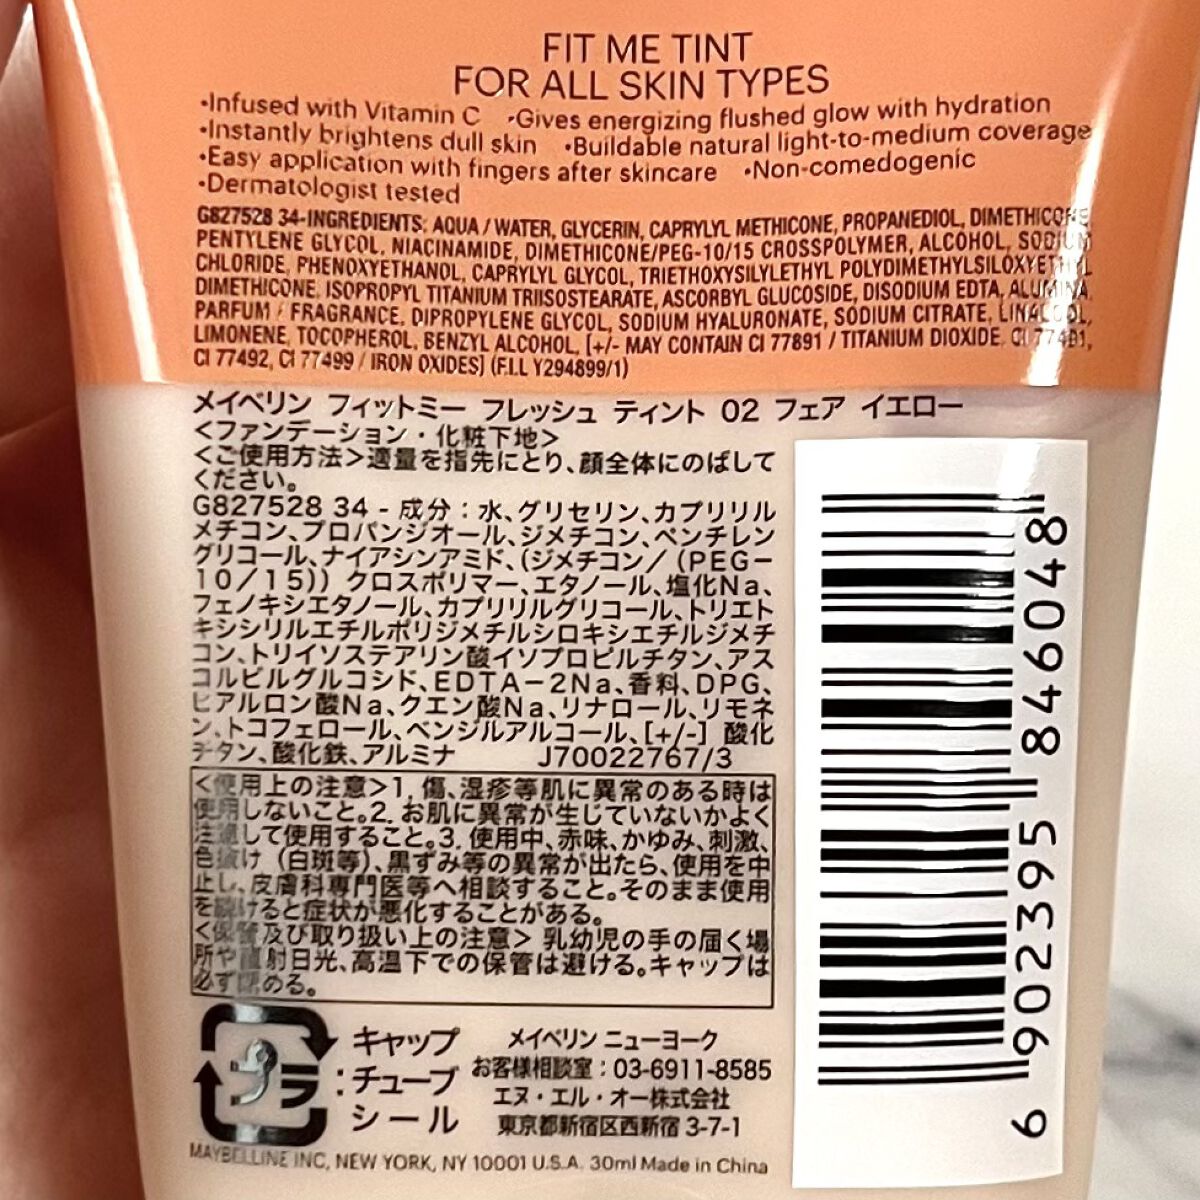 FIT ME TINT
FOR ALL SKIN TYPES
•Infused with Vitamin C •Gives energizing flushed glow with hydration
•Instantly brightens dull skin •Buildable natural light-to-medium coverage
•Easy application with fingers after skincare •Non-comedogenic
•Dermatologist tested
G827528 34-INGREDIENTS: AQUA / WATER, GLYCERIN, CAPRYLYL METHICONE, PROPANEDIOL, DIMETHICONE,
PENTYLENE GLYCOL, NIACINAMIDE, DIMETHICONE/PEG-10/15 CROSSPOLYMER, ALCOHOL, SODIUM
CHLORIDE, PHENOXYETHANOL, CAPRYLYL GLYCOL, TRIETHOXYSILYLETHYL POLYDIMETHYLSILOXYETHYL
DIMETHICONE, ISOPROPYL TITANIUM TRIISOSTEARATE, ASCORBYL GLUCOSIDE, DISODIUM EDTA, ALUMINA,
PARFUM / FRAGRANCE, DIPROPYLENE GLYCOL, SODIUM HYALURONATE, SODIUM CITRATE, LINALOOL,
LIMONENE, TOCOPHEROL, BENZYL ALCOHOL, [+/- MAY CONTAIN CI 77891 / TITANIUM DIOXIDE, CI 77491,
CI 77492, CI 77499 / IRON OXIDES] (F.I.L Y294899/1)
メイベリン フィットミー フレッシュ ティント 02 フェア イエロー
<ファンデーション・化粧下地>
<ご使用方法>適量を指先にとり、顔全体にのばして
ください。
G827528 34 - 成分：水、グリセリン、カプリリル
メチコン、プロパンジオール、ジメチコン、ペンチレン
グリコール、ナイアシンアミド、(ジメチコン/ (PEG-
10/15)) クロスポリマー、エタノール、塩化Na、
フェノキシエタノール、カプリリルグリコール、トリエト
キシシリルエチルポリジメチルシロキシエチルジメチ
コン、トリイソステアリン酸イソプロピルチタン、アス
コルビルグルコシド、EDTA-2Na、香料、DPG、
ヒアルロン酸Na、クエン酸Na、リナロール、リモネ
ン、トコフェロール、ベンジルアルコール、[+/-] 酸化
チタン、酸化鉄、アルミナ J70022767/3
<使用上の注意>1. 傷、湿疹等肌に異常のある時は
使用しないこと。2. お肌に異常が生じていないかよく
注意して使用すること。3. 使用中、赤味、かゆみ、刺激、
色抜け（白斑等）、黒ずみ等の異常が出たら、使用を中
止し、皮膚科専門医等へ相談すること。そのまま使用
を続けると症状が悪化することがある。
<保管及び取り扱い上の注意> 乳幼児の手の届く場
所や直射日光、高温下での保管は避ける。キャップは
必ず閉める。
プラ
キャップ
:チューブ
シール
メイベリン ニューヨーク
お客様相談室：03-6911-8585
エヌ・エル・オー株式会社
東京都新宿区西新宿 3-7-1
MAYBELLINE INC, NEW YORK, NY 10001 U.S.A. 30ml Made in China
6 902395 846048